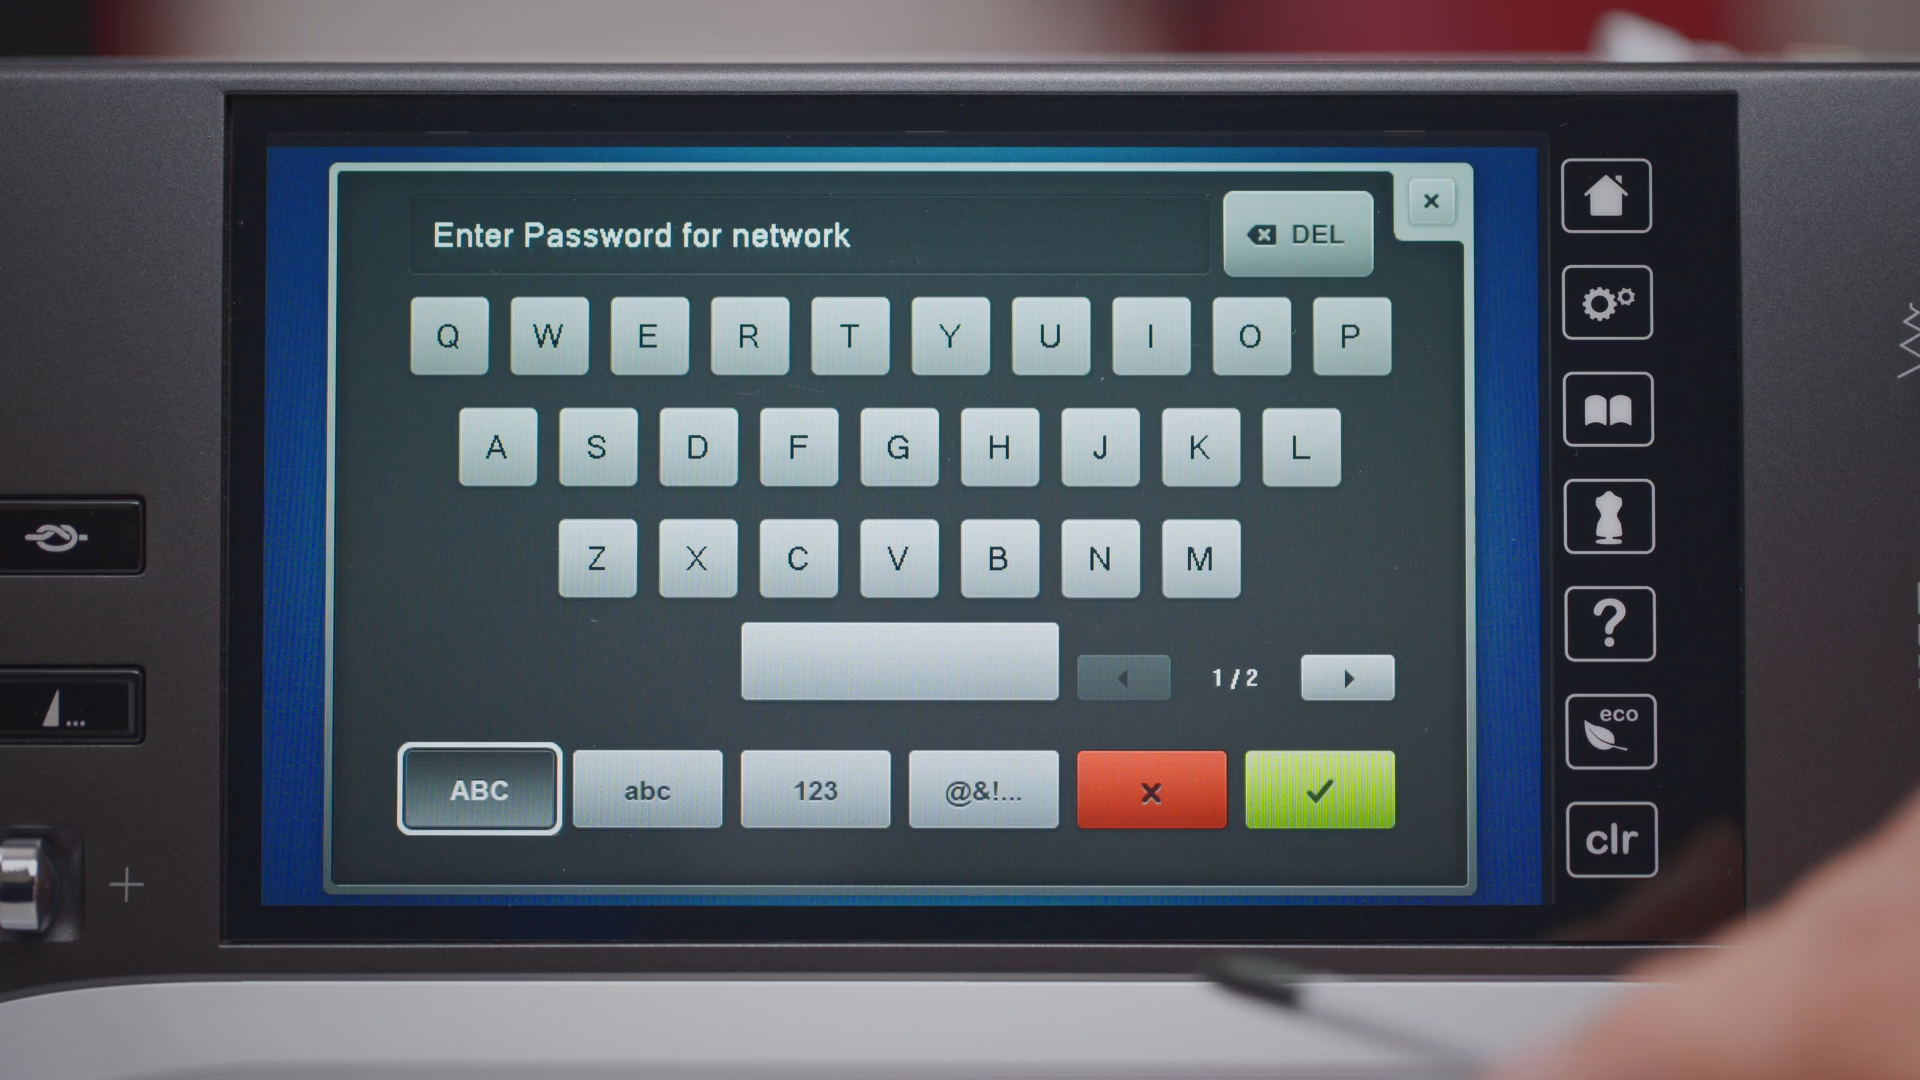 Enter Password for network
DEL
Q W E R T Y U I O P
A S D F G H J K L
Z X C V B N M
1 / 2
ABC abc 123 @&!...
?
eco
clr